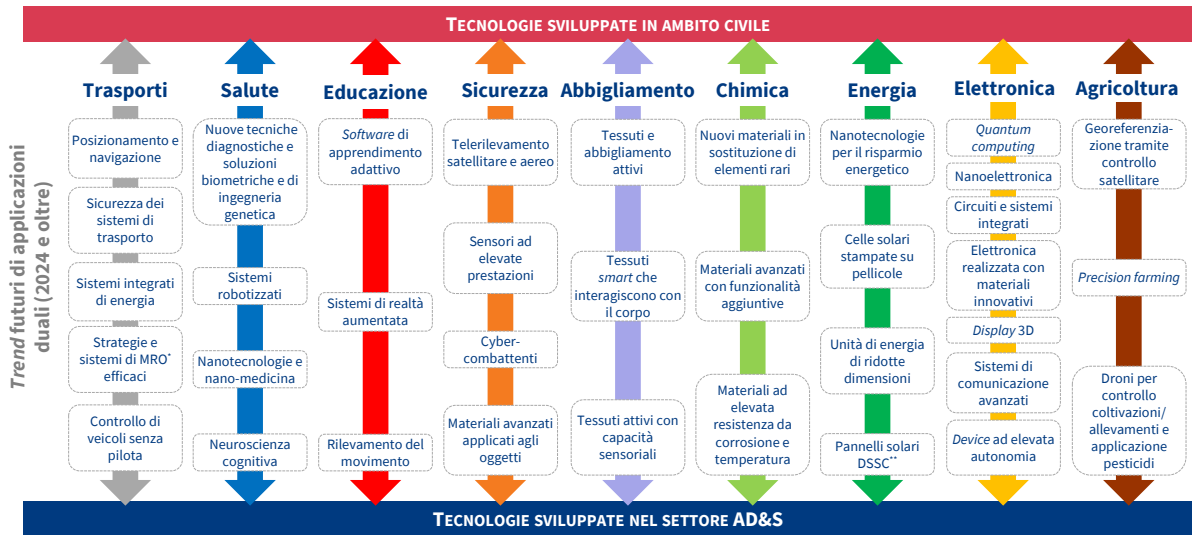 TECNOLOGIE SVILUPPATE IN AMBITO CIVILE
Trend futuri di applicazioni
duali (2024 e oltre)
Trasporti
Posizionamento e
navigazione
Sicurezza dei
sistemi di
trasporto
Sistemi integrati
di energia
Strategie e
sistemi di MRO*
efficaci
Controllo di
veicoli senza
pilota
Salute
Nuove tecniche
diagnostiche e
soluzioni
biometriche e di
ingegneria
genetica
Sistemi
robotizzati
Nanotecnologie e
nano-medicina
Neuroscienza
cognitiva
Educazione
Software di
apprendimento
adattivo
Sistemi di realtà
aumentata
Rilevamento del
movimento
Sicurezza
Telerilevamento
satellitare e aereo
Sensori ad
elevate
prestazioni
Cyber-
combattenti
Materiali avanzati
applicati agli
oggetti
Abbigliamento
Tessuti e
abbigliamento
attivi
Tessuti
smart che
interagiscono con
il corpo
Tessuti attivi con
capacità
sensoriali
Chimica
Nuovi materiali in
sostituzione di
elementi rari
Materiali avanzati
con funzionalità
aggiuntive
Materiali ad
elevata
resistenza da
corrosione e
temperatura
Energia
Nanotecnologie
per il risparmio
energetico
Celle solari
stampate su
pellicole
Unità di energia
di ridotte
dimensioni
Pannelli solari
DSSC**
Elettronica
Quantum
computing
Nanoelettronica
Circuiti e sistemi
integrati
Elettronica
realizzata con
materiali
innovativi
Display 3D
Sistemi di
comunicazione
avanzati
Device ad elevata
autonomia
Agricoltura
Georeferenzia-
zione tramite
controllo
satellitare
Precision farming
Droni per
controllo
coltivazioni/
allevamenti e
applicazione
pesticidi
TECNOLOGIE SVILUPPATE NEL SETTORE AD&S